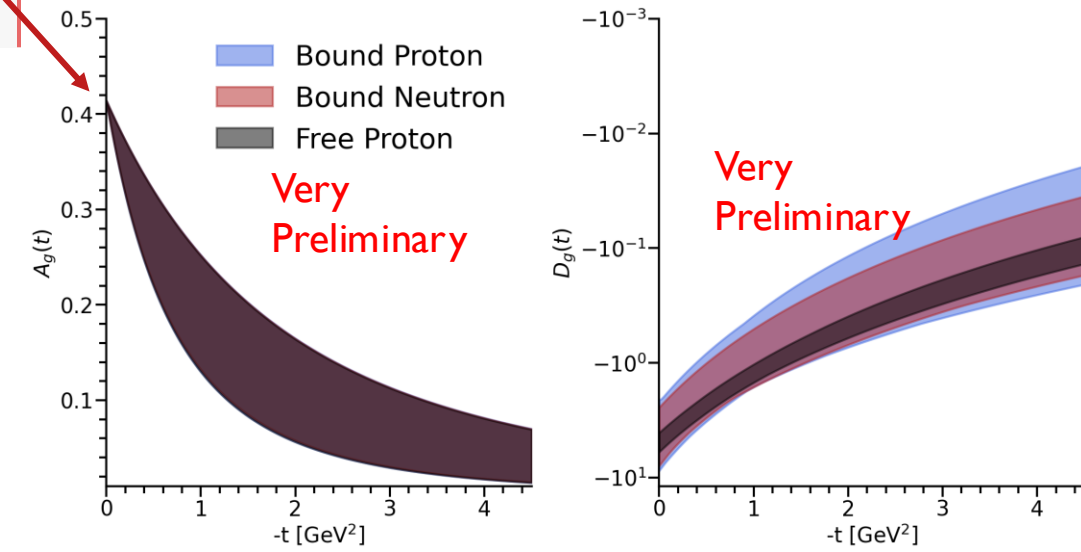 0.5
0.4
0.3
0.2
0.1
A_g(t)
Bound Proton
Bound Neutron
Free Proton
Very
Preliminary
0 1 2 3 4
-t [GeV²]
−10⁻³
−10⁻²
−10⁻¹
−10⁰
−10¹
D_g(t)
Very
Preliminary
0 1 2 3 4
-t [GeV²]